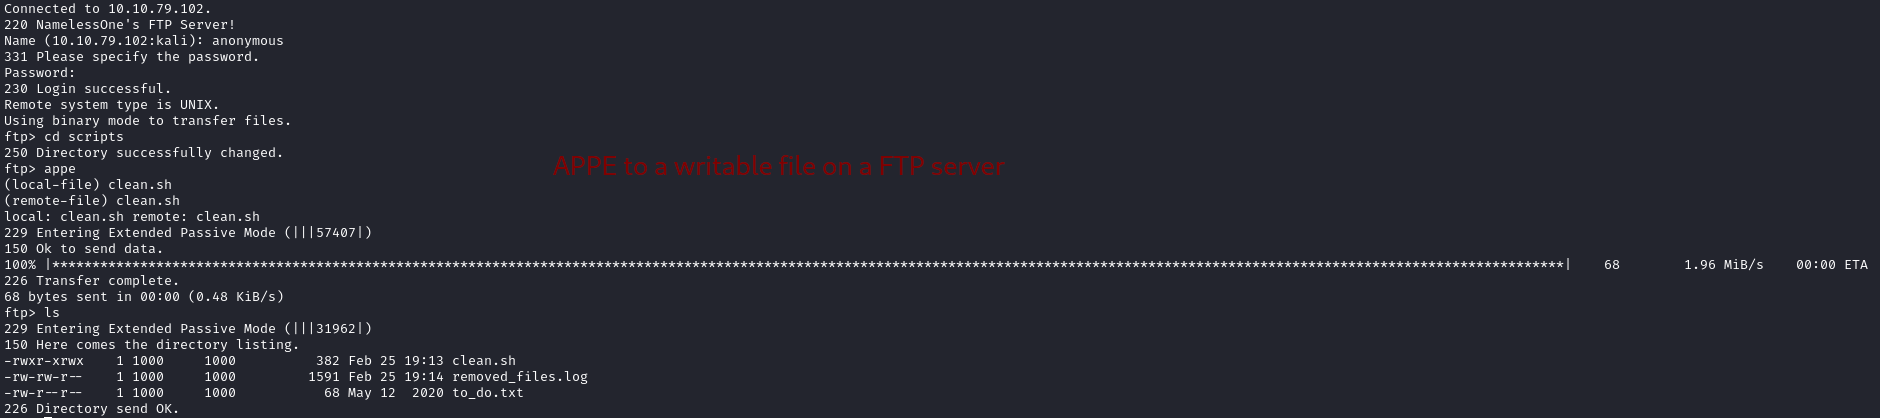 Connected to 10.10.79.102.
220 NamelessOne's FTP Server!
Name (10.10.79.102:kali): anonymous
331 Please specify the password.
Password:
230 Login successful.
Remote system type is UNIX.
Using binary mode to transfer files.
ftp> cd scripts
250 Directory successfully changed.
APPE to a writable file on a FTP server
ftp> appe
(local-file) clean.sh
(remote-file) clean.sh
local: clean.sh remote: clean.sh
229 Entering Extended Passive Mode (|||57407|)
150 Ok to send data.
100% |*********************************************************************************************************************************************************************************************| 68 1.96 MiB/s 00:00 ETA
226 Transfer complete.
68 bytes sent in 00:00 (0.48 KiB/s)
ftp> ls
229 Entering Extended Passive Mode (|||31962|)
150 Here comes the directory listing.
-rwxr-xrwx 1 1000 1000 382 Feb 25 19:13 clean.sh
-rw-rw-r-- 1 1000 1000 1591 Feb 25 19:14 removed_files.log
-rw-r--r-- 1 1000 1000 68 May 12 2020 to_do.txt
226 Directory send OK.